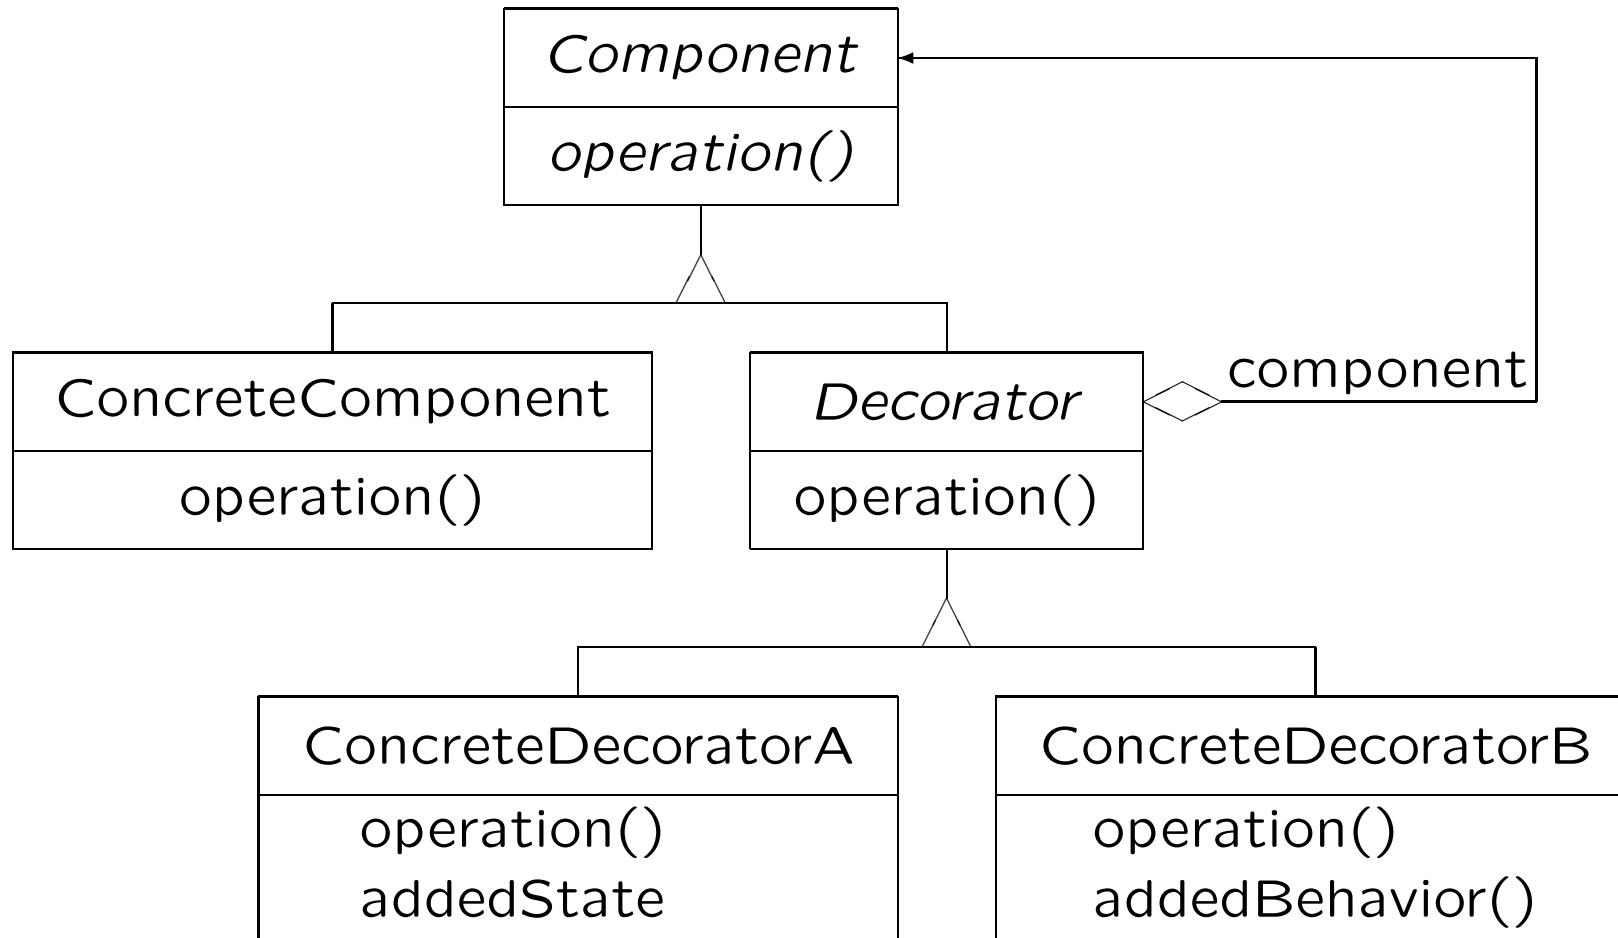 Component
operation()
ConcreteComponent
operation()
Decorator
operation()
component
ConcreteDecoratorA
operation()
addedState
ConcreteDecoratorB
operation()
addedBehavior()